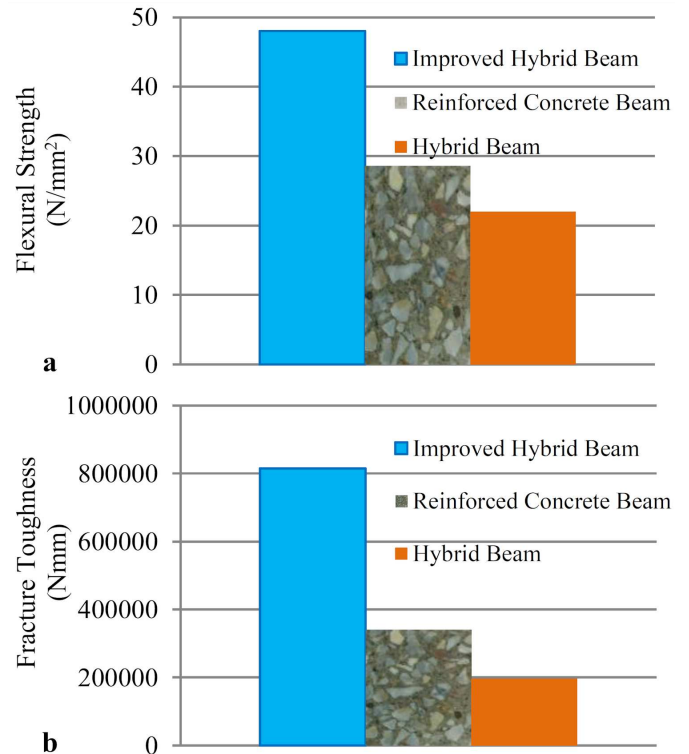 50
40
30
20
10
0
Flexural Strength
(N/mm²)
Improved Hybrid Beam
Reinforced Concrete Beam
Hybrid Beam
a
1000000
800000
600000
400000
200000
0
Fracture Toughness
(Nmm)
Improved Hybrid Beam
Reinforced Concrete Beam
Hybrid Beam
b